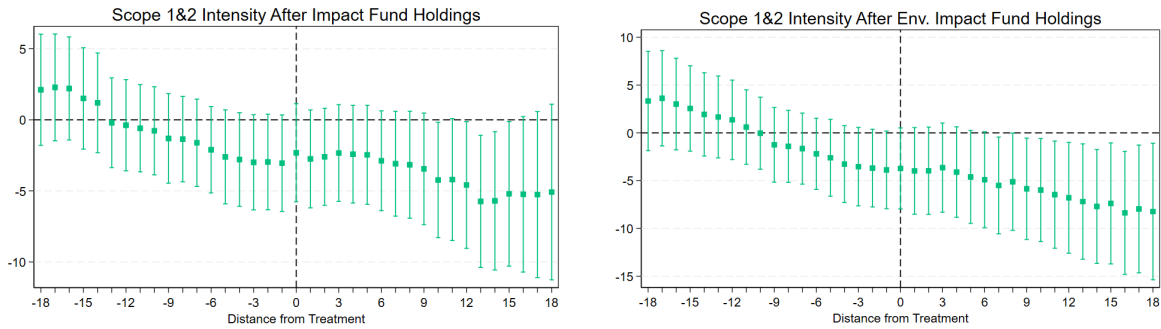 Scope 1&2 Intensity After Impact Fund Holdings
5
0
-5
-10
-18 -15 -12 -9 -6 -3 0 3 6 9 12 15 18
Distance from Treatment
Scope 1&2 Intensity After Env. Impact Fund Holdings
10
5
0
-5
-10
-15
-18 -15 -12 -9 -6 -3 0 3 6 9 12 15 18
Distance from Treatment